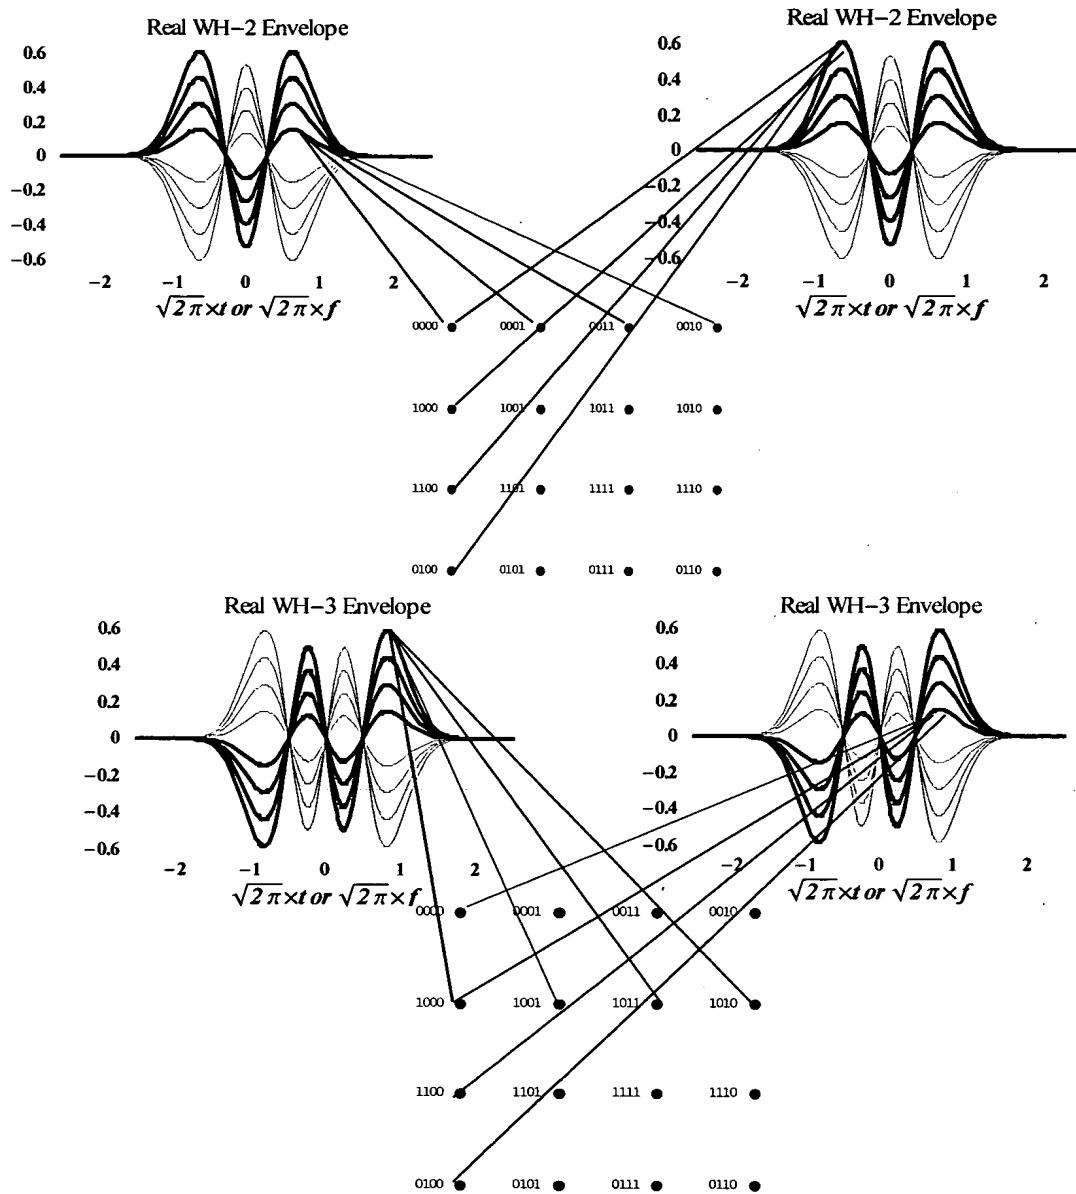 Real WH−2 Envelope
0.6
0.4
0.2
0
−0.2
−0.4
−0.6
−2 −1 0 1 2
√2π×t or √2π×f
Real WH−2 Envelope
0.6
0.4
0.2
0
−0.2
−0.4
−0.6
−2 −1 0 1 2
√2π×t or √2π×f
0000 0001 0011 0010
1000 1001 1011 1010
1100 1101 1111 1110
0100 0101 0111 0110
Real WH−3 Envelope
0.6
0.4
0.2
0
−0.2
−0.4
−0.6
−2 −1 0 1 2
√2π×t or √2π×f
Real WH−3 Envelope
0.6
0.4
0.2
0
−0.2
−0.4
−0.6
−2 −1 0 1 2
√2π×t or √2π×f
0000 0001 0011 0010
1000 1001 1011 1010
1100 1101 1111 1110
0100 0101 0111 0110